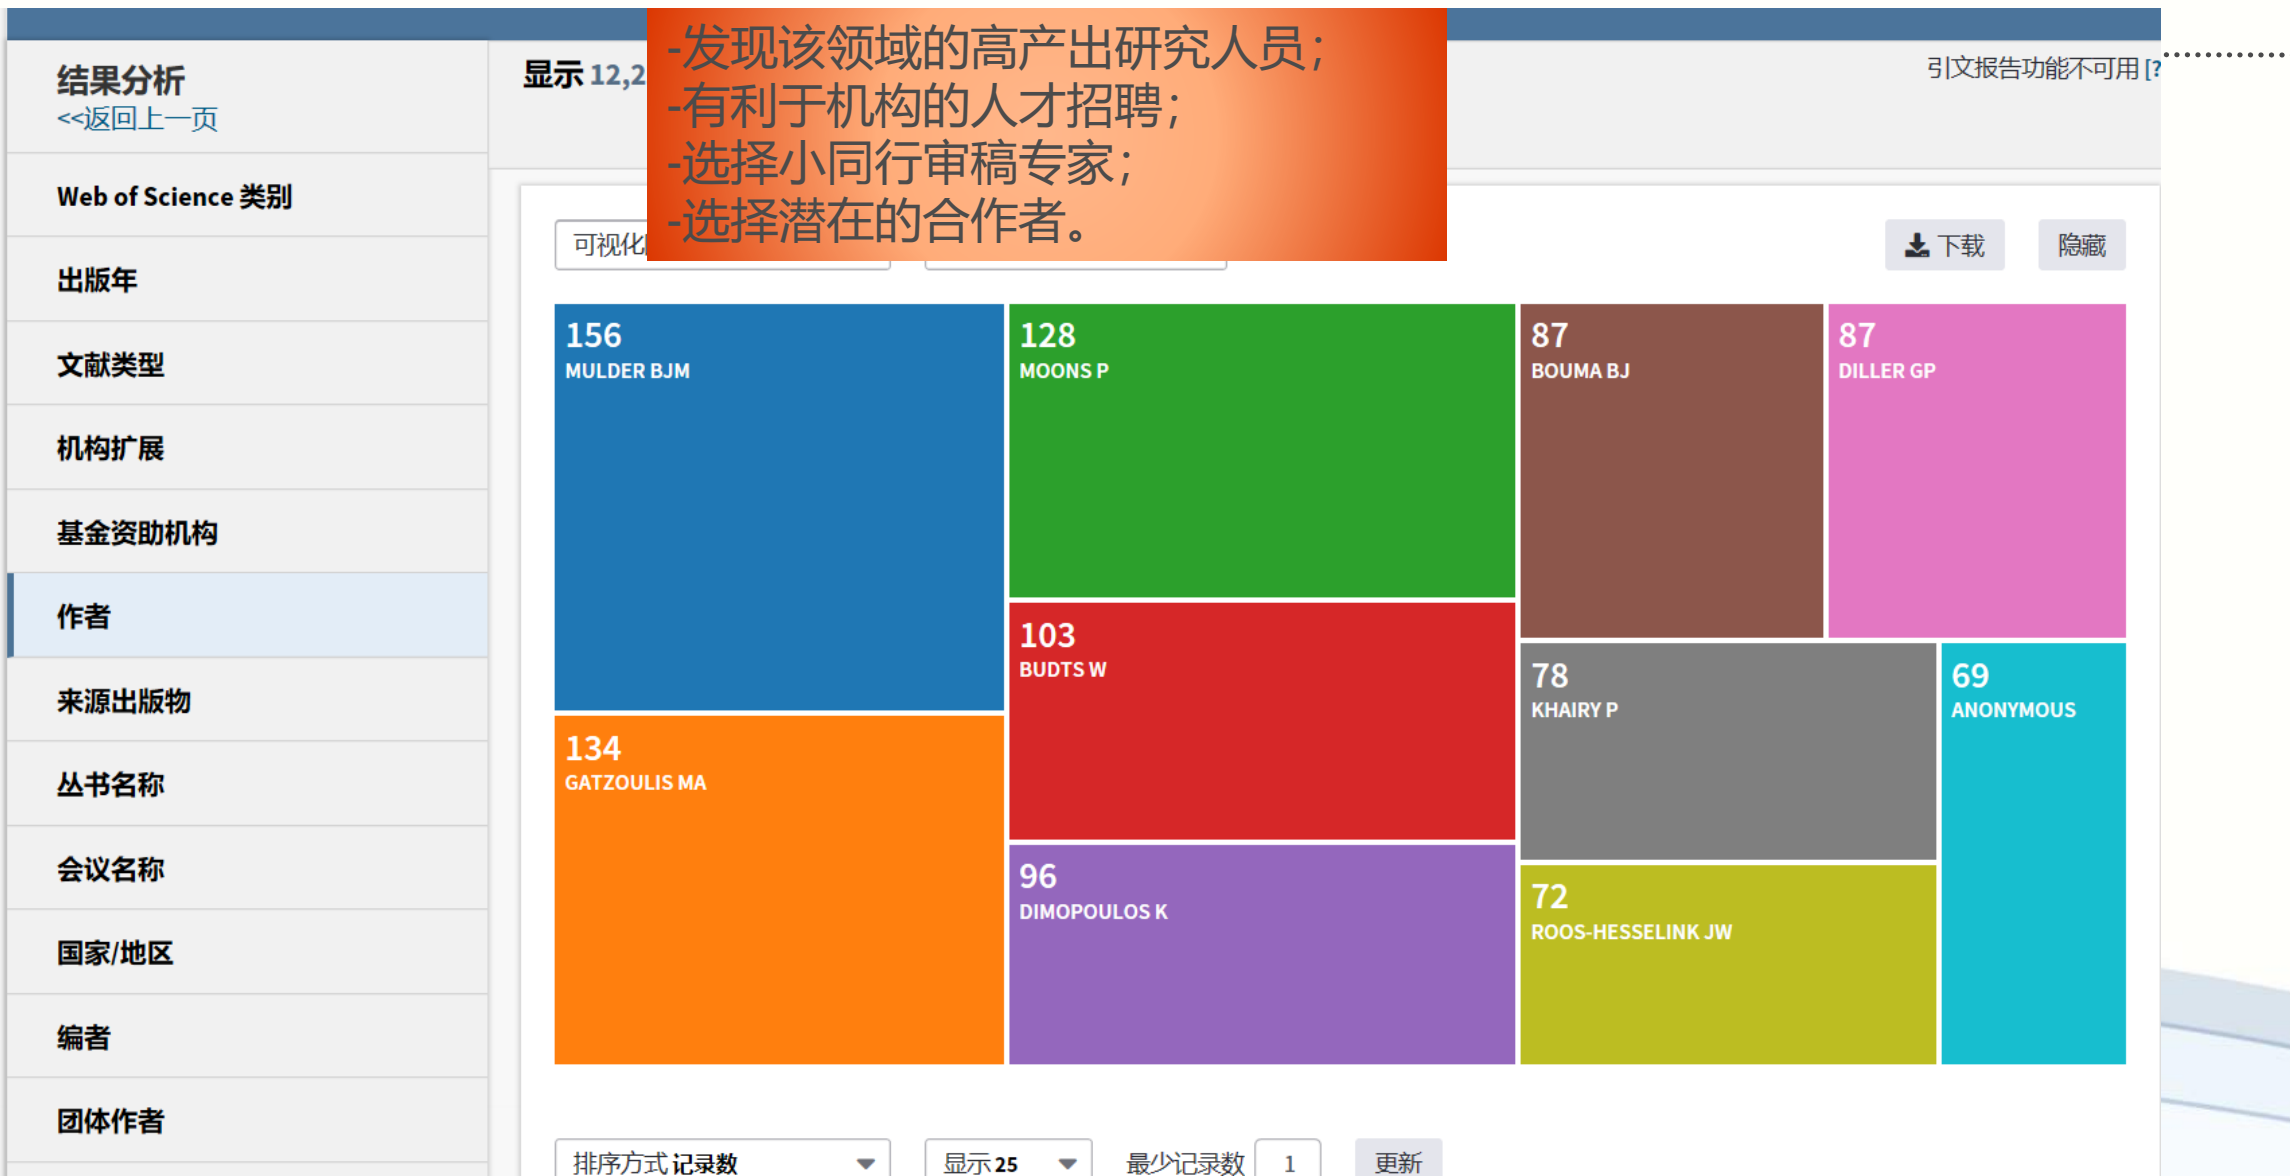 -发现该领域的高产出研究人员；
-有利于机构的人才招聘；
-选择小同行审稿专家；
-选择潜在的合作者。
结果分析
<<返回上一页
Web of Science 类别
出版年
文献类型
机构扩展
基金资助机构
作者
来源出版物
丛书名称
会议名称
国家/地区
编者
团体作者
显示 12,2
引文报告功能不可用 [?
可视化
下载
隐藏
156
MULDER BJM
134
GATZOULIS MA
128
MOONS P
103
BUDTS W
96
DIMOPOULOS K
87
BOUMA BJ
87
DILLER GP
78
KHAIRY P
72
ROOS-HESSELINK JW
69
ANONYMOUS
排序方式 记录数
显示 25
最少记录数 1
更新